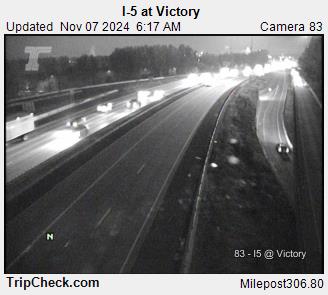 I-5 at Victory
Updated Nov 07 2024 6:17 AM Camera 83
T
N
83 - I5 @ Victory
TripCheck.com Milepost306.80